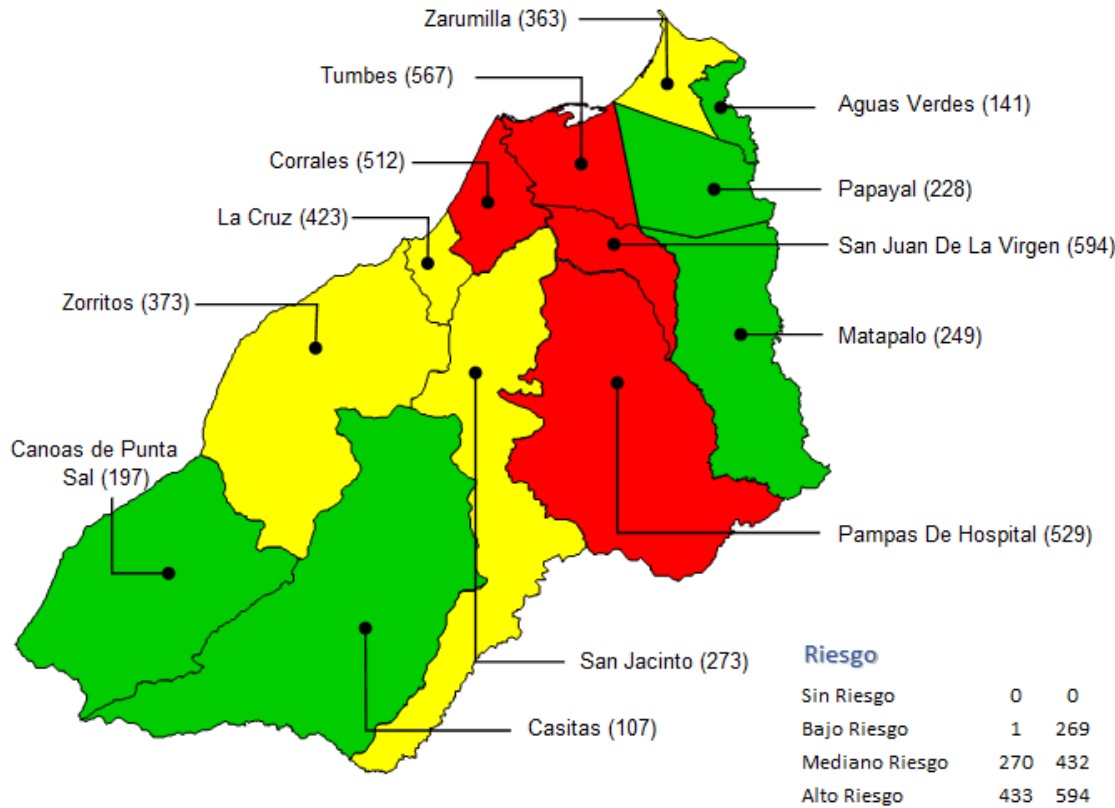 Zarumilla (363)
Tumbes (567)
Aguas Verdes (141)
Corrales (512)
Papayal (228)
La Cruz (423)
San Juan De La Virgen (594)
Zorritos (373)
Matapalo (249)
Canoas de Punta
Sal (197)
Pampas De Hospital (529)
San Jacinto (273)
Casitas (107)
Riesgo
Sin Riesgo 0 0
Bajo Riesgo 1 269
Mediano Riesgo 270 432
Alto Riesgo 433 594